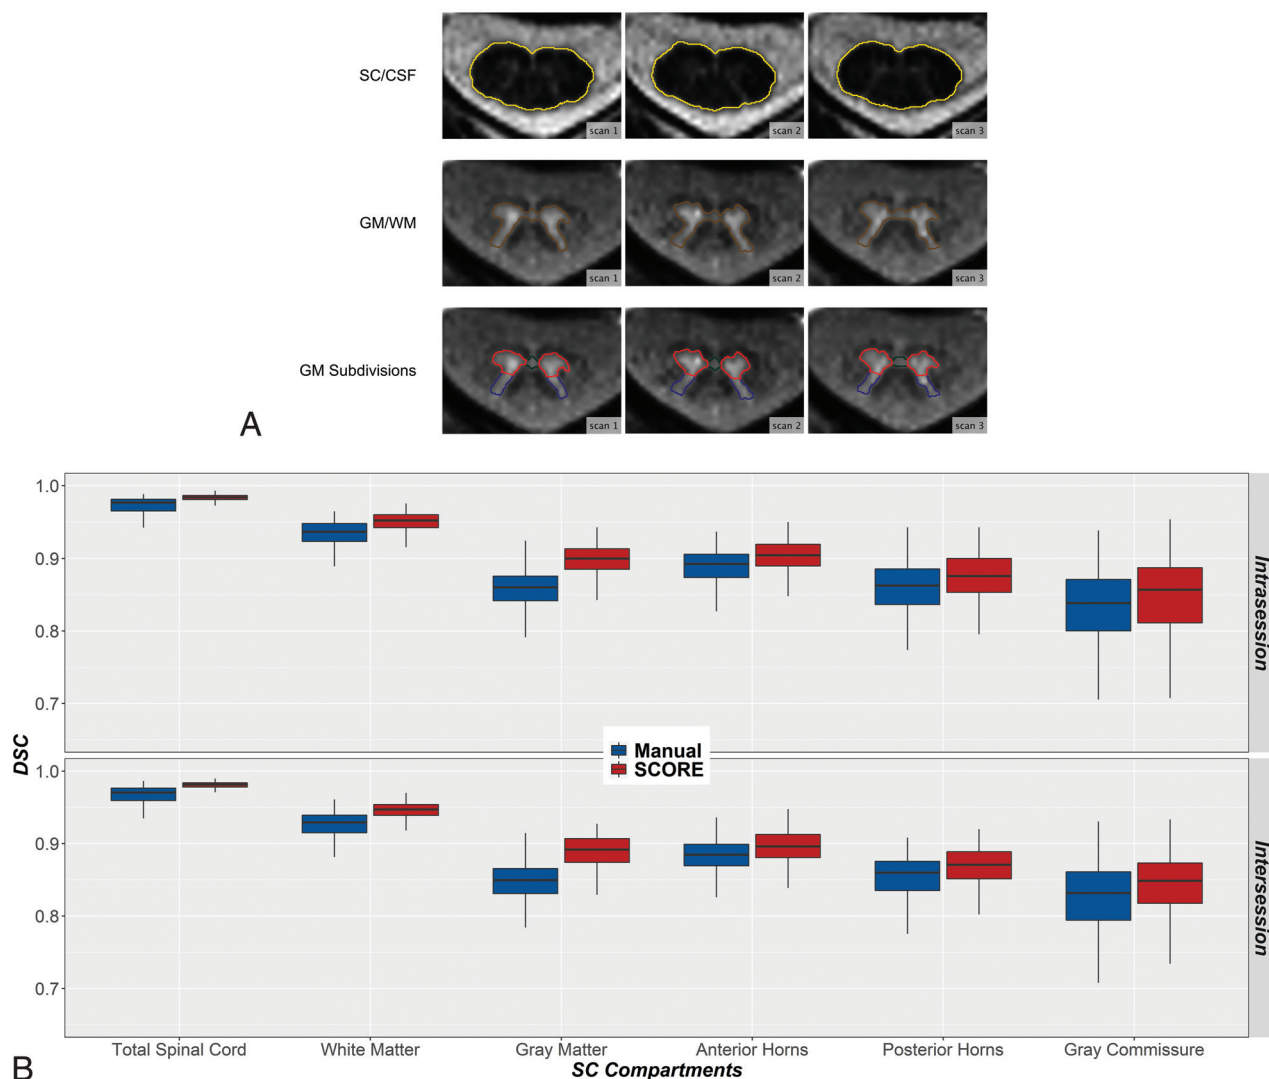 SC/CSF
scan 1
scan 2
scan 3
GM/WM
scan 1
scan 2
scan 3
GM Subdivisions
scan 1
scan 2
scan 3
A
1.0
0.9
0.8
0.7
Intrasession
DSC
Manual
SCORE
1.0
0.9
0.8
0.7
Intersession
Total Spinal Cord White Matter Gray Matter Anterior Horns Posterior Horns Gray Commissure
SC Compartments
B